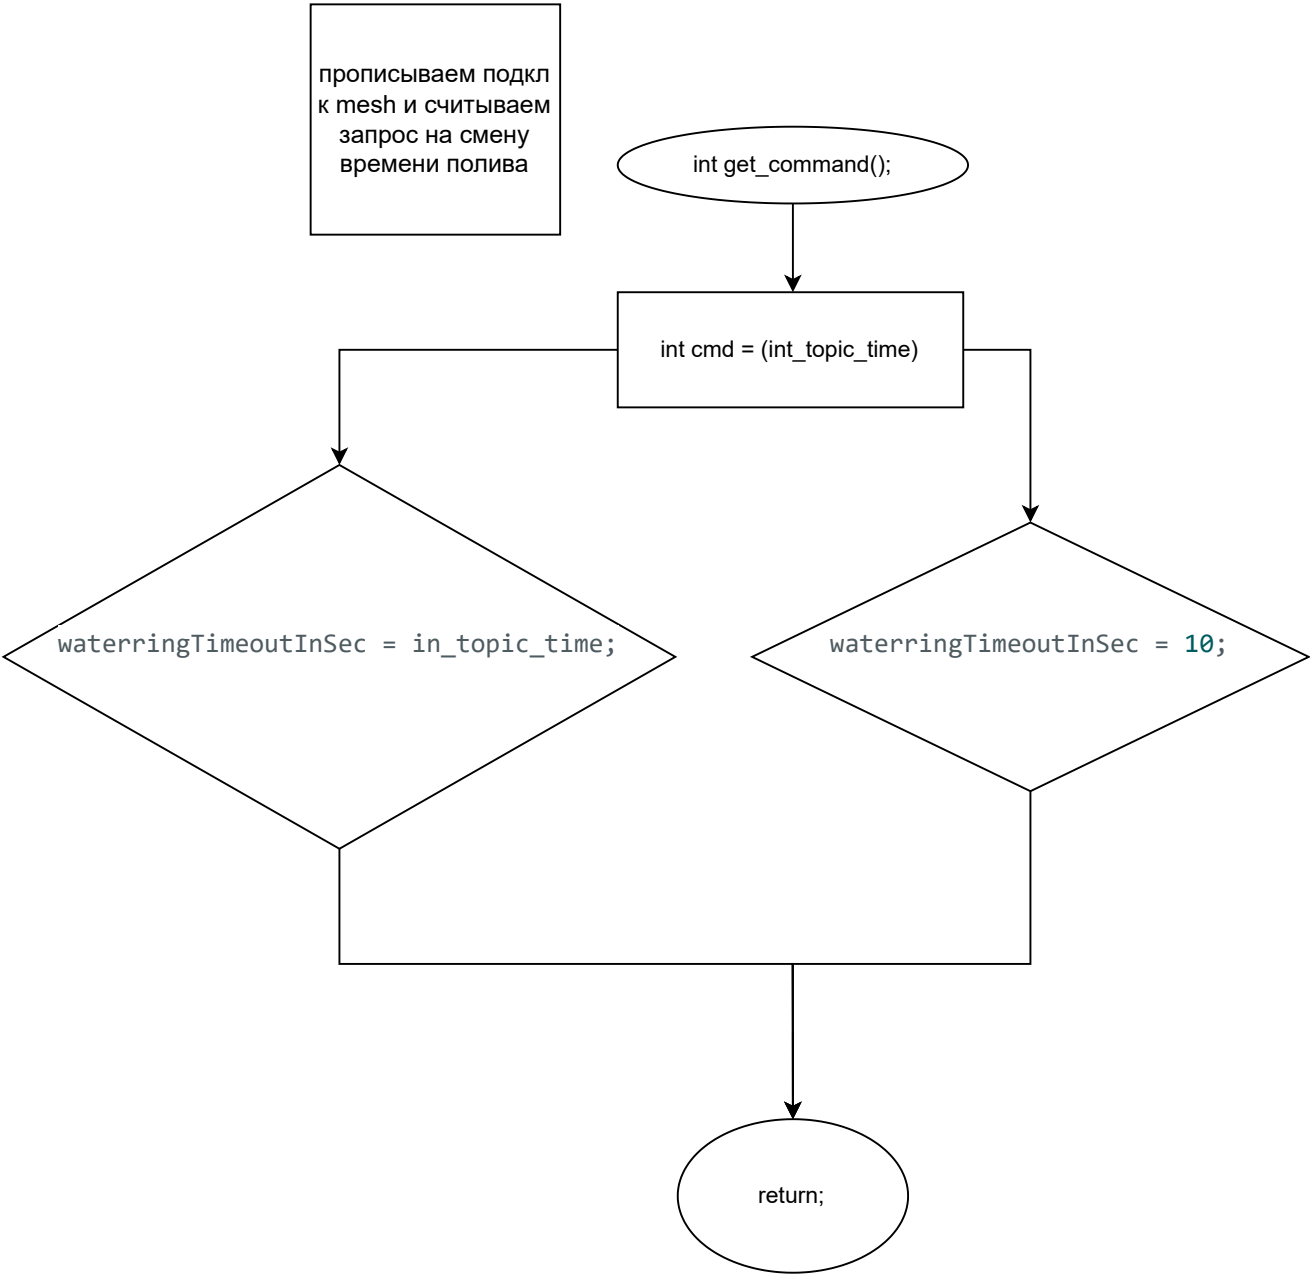 прописываем подкл
к mesh и считываем
запрос на смену
времени полива
int get_command();
int cmd = (int_topic_time)
waterringTimeoutInSec = in_topic_time;
waterringTimeoutInSec = 10;
return;